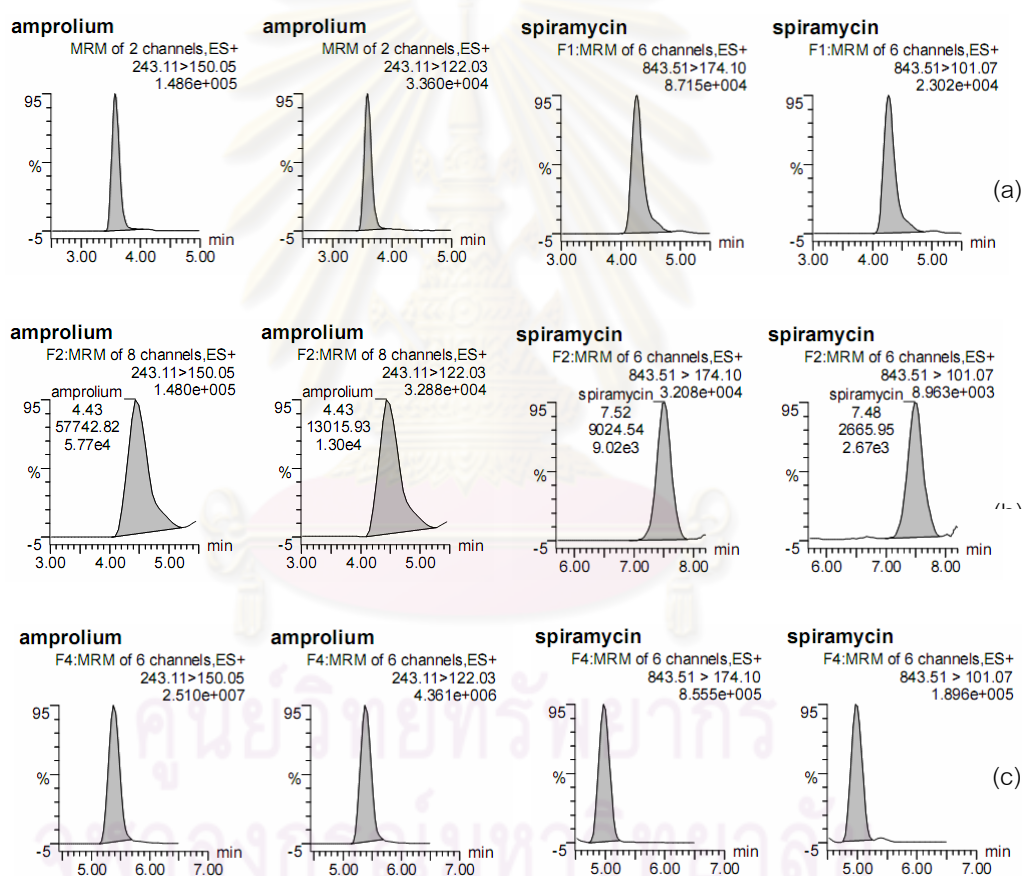 amprolium
MRM of 2 channels,ES+
243.11>150.05
1.486e+005
95
%
-5
3.00 4.00 5.00
min
amprolium
MRM of 2 channels,ES+
243.11>122.03
3.360e+004
95
%
-5
3.00 4.00 5.00
min
spiramycin
F1:MRM of 6 channels,ES+
843.51>174.10
8.715e+004
95
%
-5
3.00 4.00 5.00
min
spiramycin
F1:MRM of 6 channels,ES+
843.51>101.07
2.302e+004
95
%
-5
4.00 5.00
min
(a)
amprolium
F2:MRM of 8 channels,ES+
243.11>150.05
1.480e+005
amprolium
4.43
57742.82
5.77e4
95
%
-5
3.00 4.00 5.00
min
amprolium
F2:MRM of 8 channels,ES+
243.11>122.03
3.288e+004
amprolium
4.43
13015.93
1.30e4
95
%
-5
3.00 4.00 5.00
min
spiramycin
F2:MRM of 6 channels,ES+
843.51 > 174.10
3.208e+004
spiramycin
7.52
9024.54
9.02e3
95
%
-5
6.00 7.00 8.00
min
spiramycin
F2:MRM of 6 channels,ES+
843.51 > 101.07
8.963e+003
spiramycin
7.48
2665.95
2.67e3
95
%
-5
6.00 7.00 8.00
min
amprolium
F4:MRM of 6 channels,ES+
243.11>150.05
2.510e+007
95
%
-5
5.00 6.00 7.00
min
amprolium
F4:MRM of 6 channels,ES+
243.11>122.03
4.361e+006
95
%
-5
5.00 6.00 7.00
min
spiramycin
F4:MRM of 6 channels,ES+
843.51 > 174.10
8.555e+005
95
%
-5
5.00 6.00 7.00
min
spiramycin
F4:MRM of 6 channels,ES+
843.51 > 101.07
1.896e+005
95
%
-5
5.00 6.00 7.00
min
(c)
ศูนย์วิทยทรัพยากร